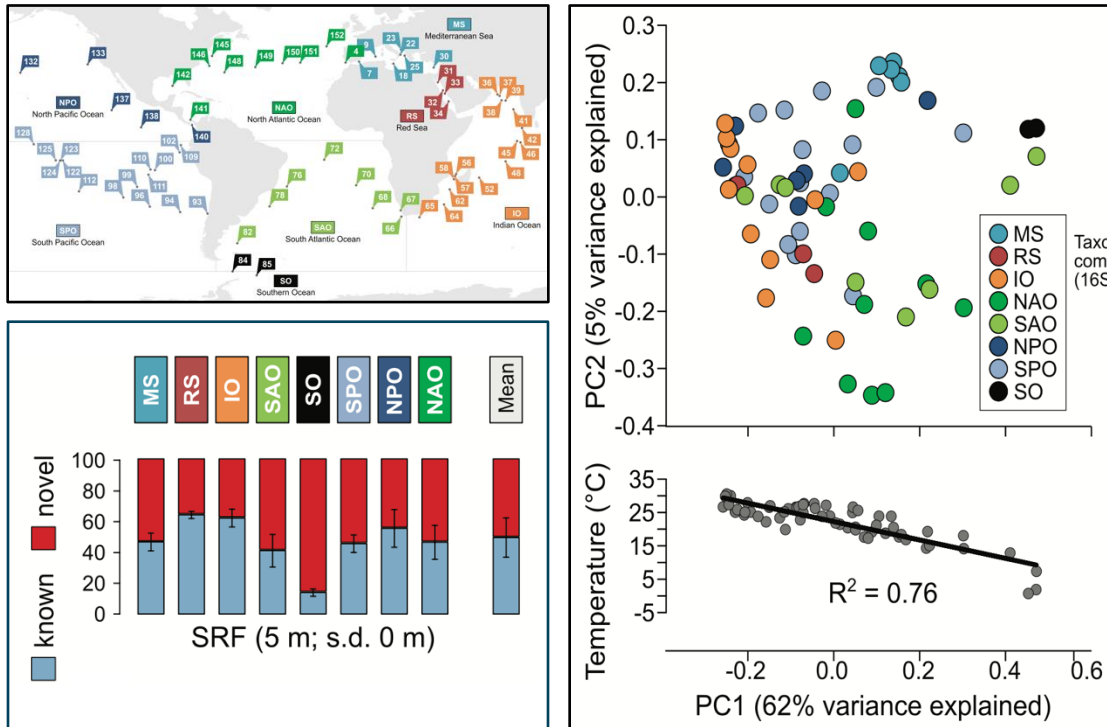 152
145
146
148
149
150
151
4
9
23
22
MS
Mediterranean Sea
133
132
142
7
18
25
30
31
33
36
37
39
NPO
North Pacific Ocean
137
138
141
140
NAO
North Atlantic Ocean
RS
Red Sea
32
34
38
41
42
128
125
123
124
122
112
102
109
110
100
99
98
111
96
94
93
72
76
78
70
68
67
66
65
58
56
57
62
64
52
45
46
48
IO
Indian Ocean
SPO
South Pacific Ocean
82
SAO
South Atlantic Ocean
84
85
SO
Southern Ocean
MS RS IO SAO SO SPO NPO NAO Mean
novel
known
100
80
60
40
20
0
SRF (5 m; s.d. 0 m)
PC2 (5% variance explained)
0.3
0.2
0.1
0.0
-0.1
-0.2
-0.3
-0.4
MS
RS
IO
NAO
SAO
NPO
SPO
SO
Taxo
com
(16S
Temperature (°C)
35
25
15
5
-5
R² = 0.76
-0.2 0.0 0.2 0.4 0.6
PC1 (62% variance explained)